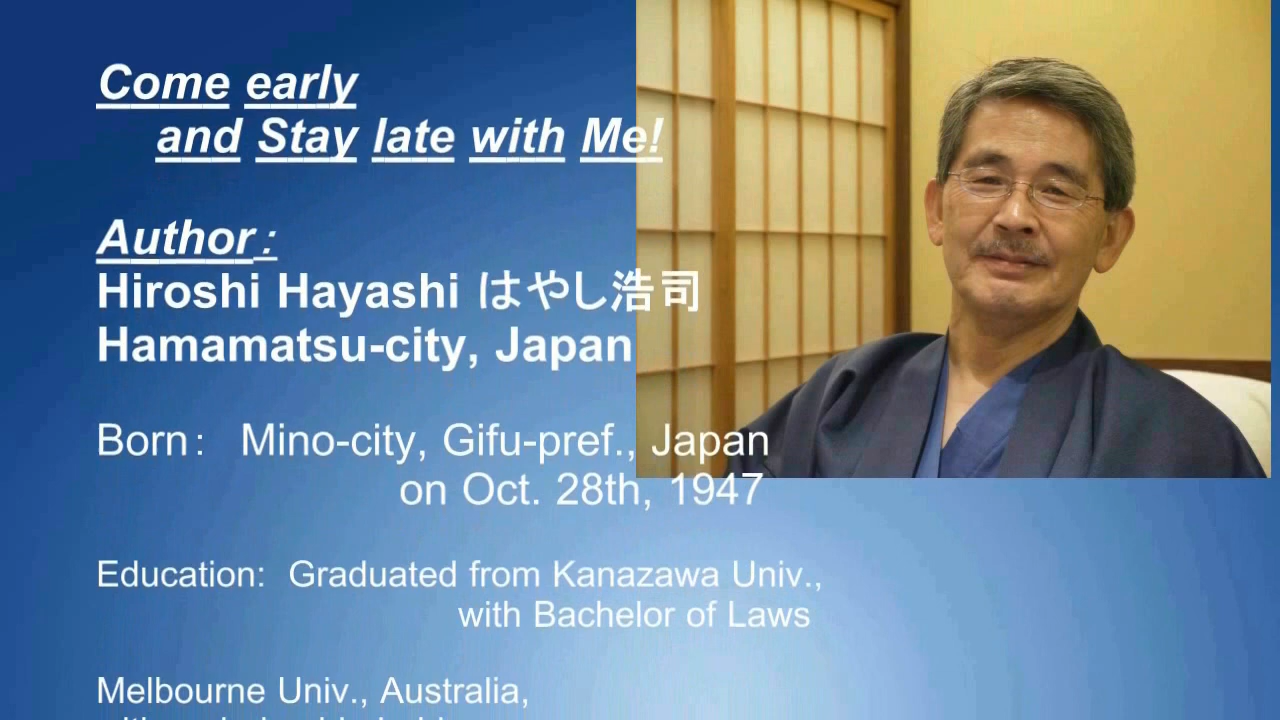 Come early
and Stay late with Me!
Author :
Hiroshi Hayashi はやし浩司
Hamamatsu-city, Japan
Born： Mino-city, Gifu-pref., Japan
on Oct. 28th, 1947
Education: Graduated from Kanazawa Univ.,
with Bachelor of Laws
Melbourne Univ., Australia,